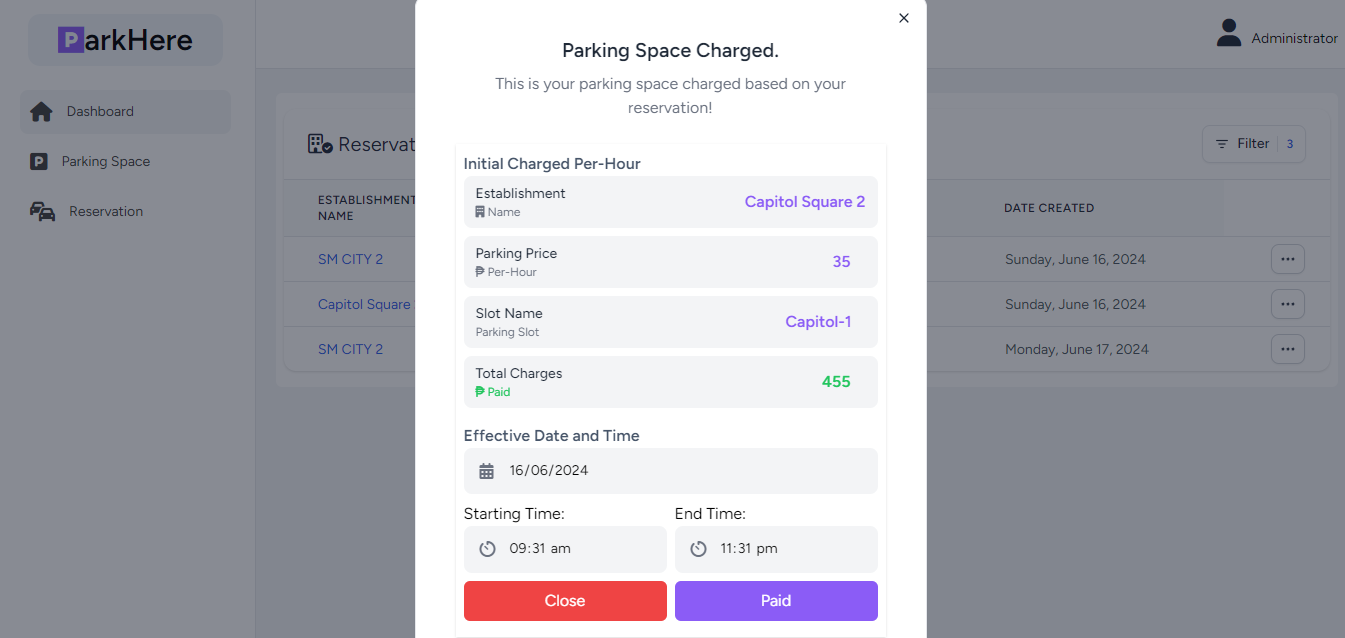 ParkHere
Administrator
Dashboard
Parking Space
Reservation
Filter 3
ESTABLISHMENT
NAME
DATE CREATED
SM CITY 2
Sunday, June 16, 2024
Capitol Square
Sunday, June 16, 2024
SM CITY 2
Monday, June 17, 2024
Parking Space Charged.
This is your parking space charged based on your
reservation!
Initial Charged Per-Hour
Establishment
Name
Capitol Square 2
Parking Price
₱ Per-Hour
35
Slot Name
Parking Slot
Capitol-1
Total Charges
₱ Paid
455
Effective Date and Time
16/06/2024
Starting Time:
09:31 am
End Time:
11:31 pm
Close
Paid